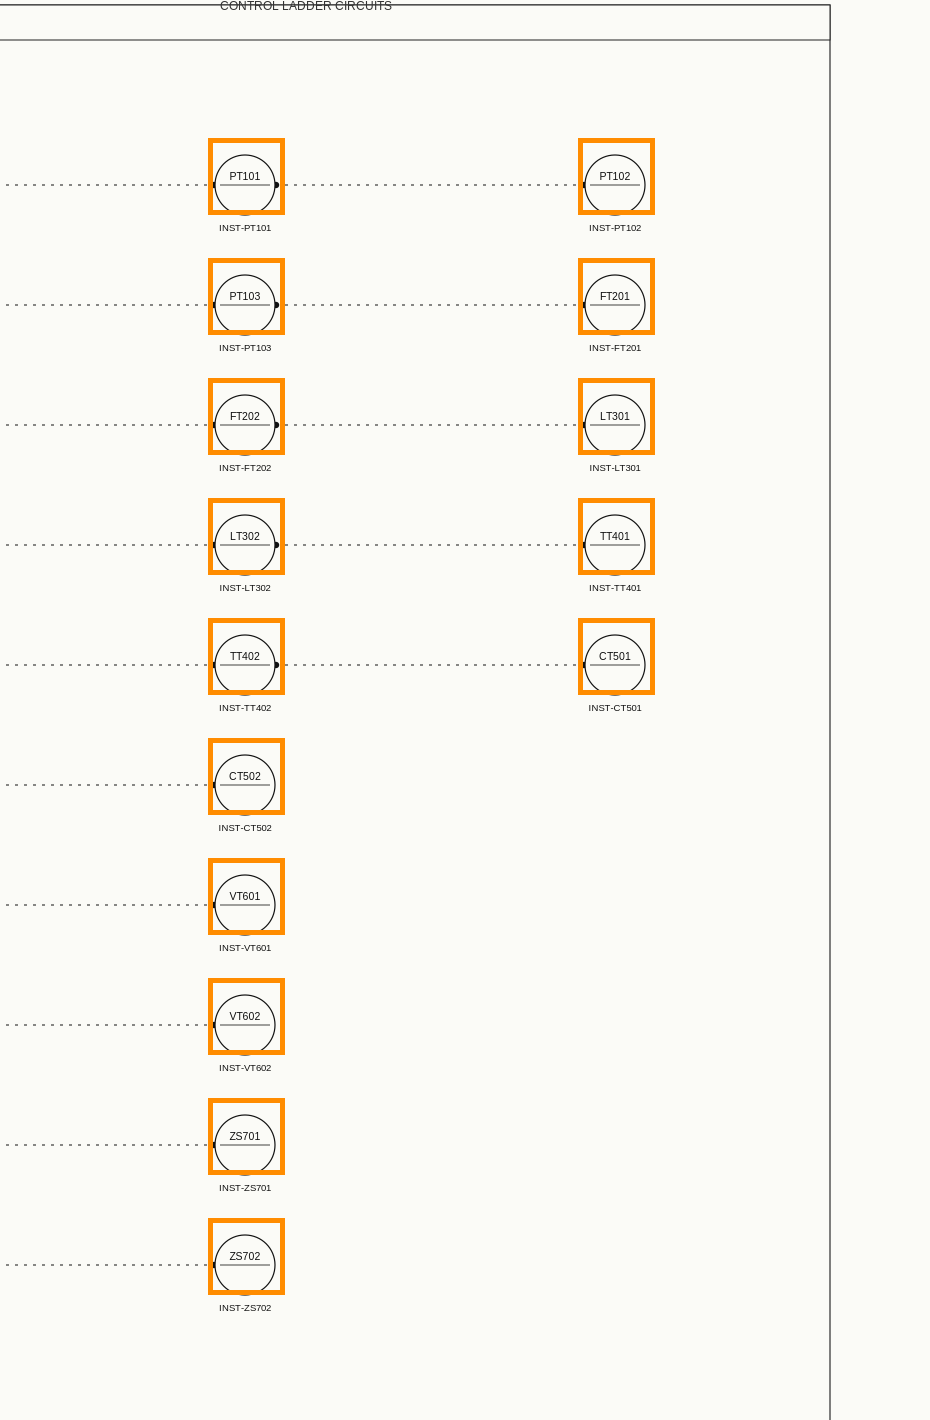 CONTROL LADDER CIRCUITS
PT101
PT102
INST-PT101
INST-PT102
PT103
FT201
INST-PT103
INST-FT201
FT202
LT301
INST-FT202
INST-LT301
LT302
TT401
INST-LT302
INST-TT401
TT402
CT501
INST-TT402
INST-CT501
CT502
INST-CT502
VT601
INST-VT601
VT602
INST-VT602
ZS701
INST-ZS701
ZS702
INST-ZS702